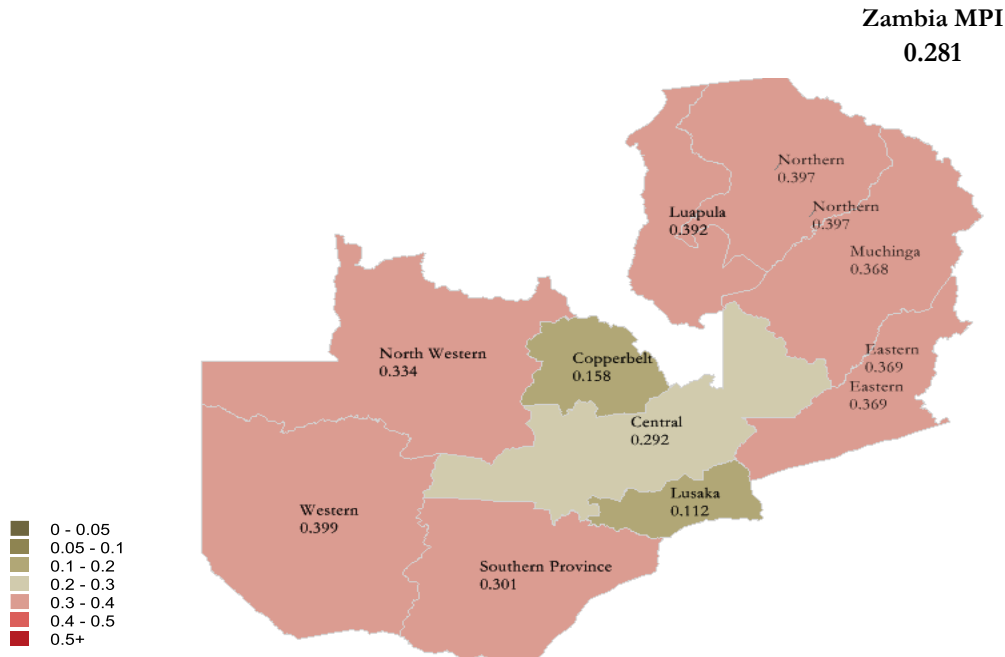 Zambia MPI
0.281
Northern
0.397
Luapula
0.392
Northern
0.397
Muchinga
0.368
North Western
0.334
Copperbelt
0.158
Eastern
0.369
Eastern
0.369
Central
0.292
Western
0.399
Lusaka
0.112
Southern Province
0.301
0 - 0.05
0.05 - 0.1
0.1 - 0.2
0.2 - 0.3
0.3 - 0.4
0.4 - 0.5
0.5+